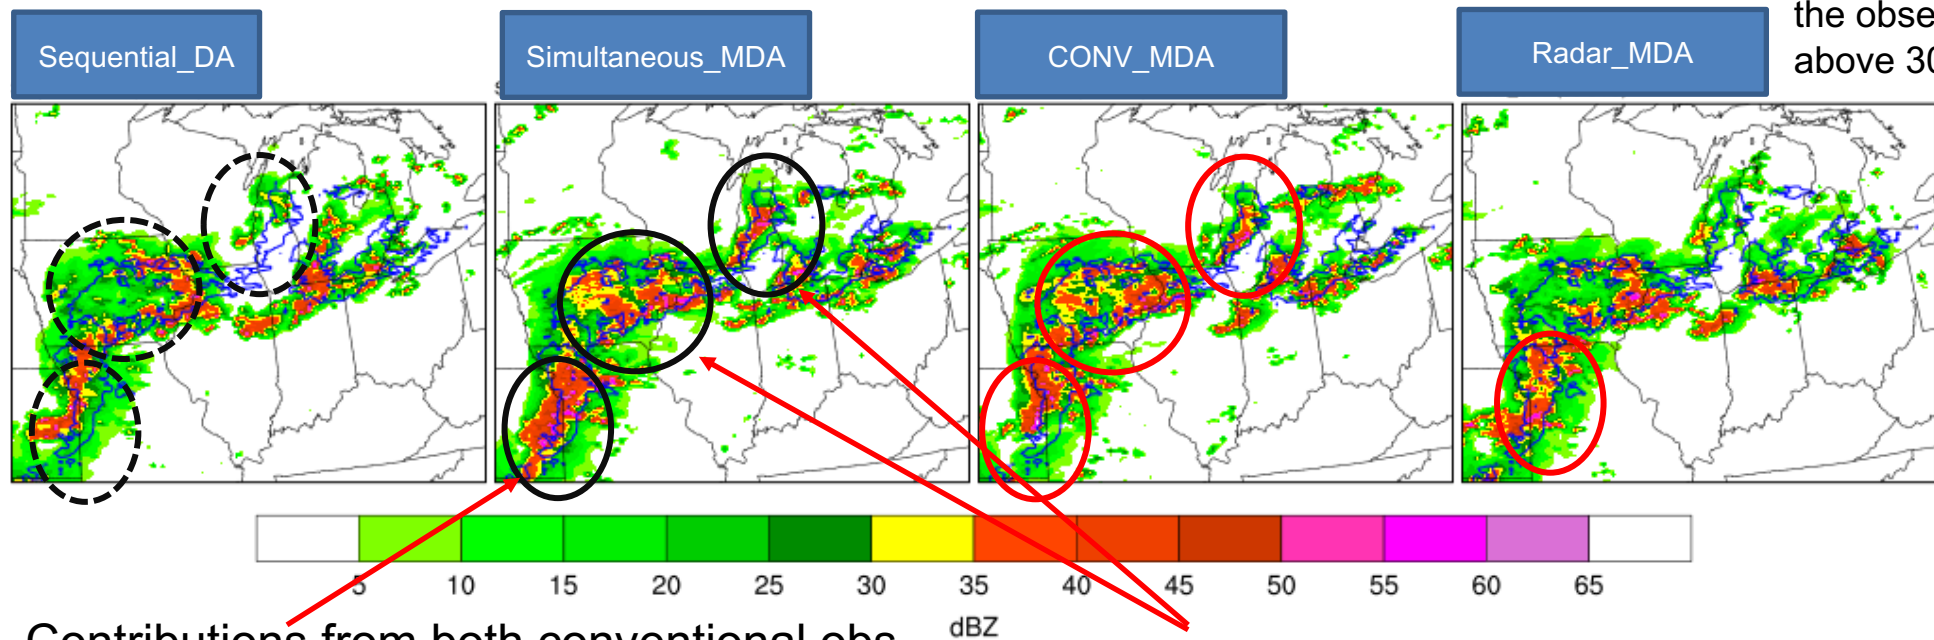 the obse
above 30
Sequential_DA
Simultaneous_MDA
CONV_MDA
Radar_MDA
5 10 15 20 25 30 35 40 45 50 55 60 65
dBZ
Contributions from both conventional obs